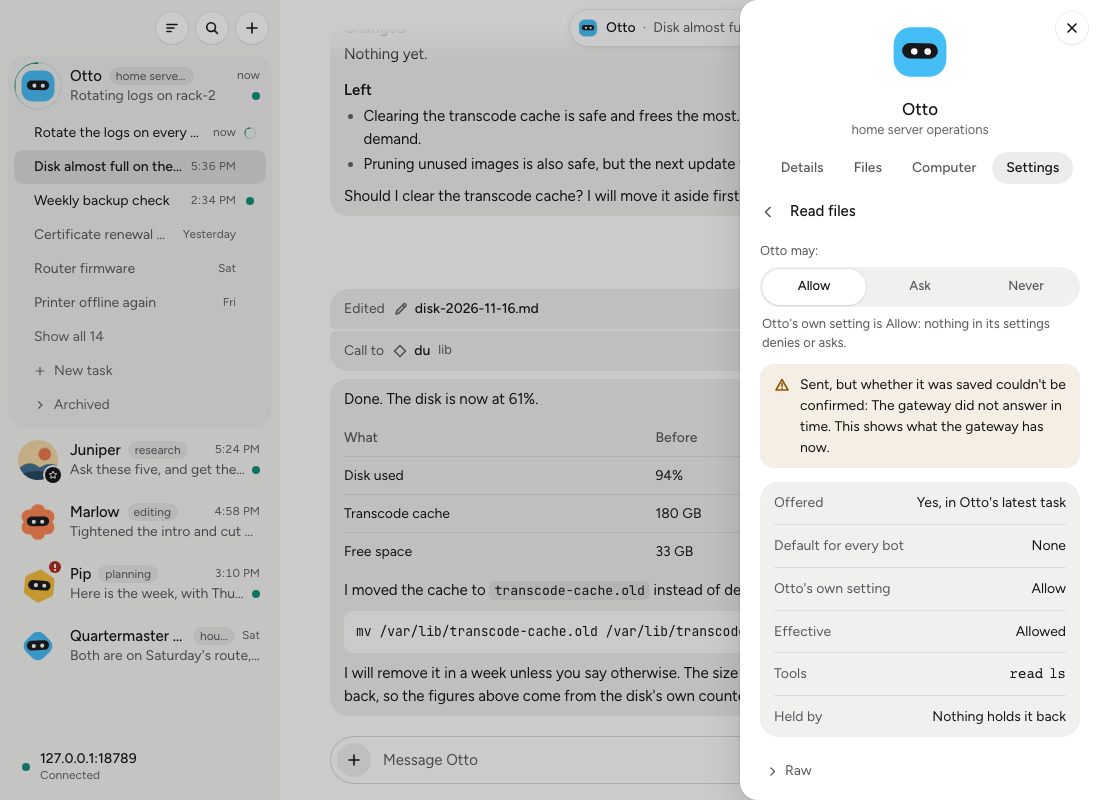 Otto home serve... now
Rotating logs on rack-2
Rotate the logs on every ... now
Disk almost full on the... 5:36 PM
Weekly backup check 2:34 PM
Certificate renewal ... Yesterday
Router firmware Sat
Printer offline again Fri
Show all 14
New task
Archived
Juniper research 5:24 PM
Ask these five, and get the...
Marlow editing 4:58 PM
Tightened the intro and cut ...
Pip planning 3:10 PM
Here is the week, with Thu...
Quartermaster ... hou... Sat
Both are on Saturday's route,...
127.0.0.1:18789
Connected
Otto · Disk almost fu
Changed
Nothing yet.
Left
Clearing the transcode cache is safe and frees the most.
demand.
Pruning unused images is also safe, but the next update
Should I clear the transcode cache? I will move it aside first
Edited disk-2026-11-16.md
Call to du lib
Done. The disk is now at 61%.
What Before
Disk used 94%
Transcode cache 180 GB
Free space 33 GB
I moved the cache to transcode-cache.old instead of de
mv /var/lib/transcode-cache.old /var/lib/transcode
I will remove it in a week unless you say otherwise. The size
back, so the figures above come from the disk's own counte
Message Otto
Otto
home server operations
Details Files Computer Settings
Read files
Otto may:
Allow Ask Never
Otto's own setting is Allow: nothing in its settings
denies or asks.
Sent, but whether it was saved couldn't be
confirmed: The gateway did not answer in
time. This shows what the gateway has
now.
Offered Yes, in Otto's latest task
Default for every bot None
Otto's own setting Allow
Effective Allowed
Tools read ls
Held by Nothing holds it back
Raw